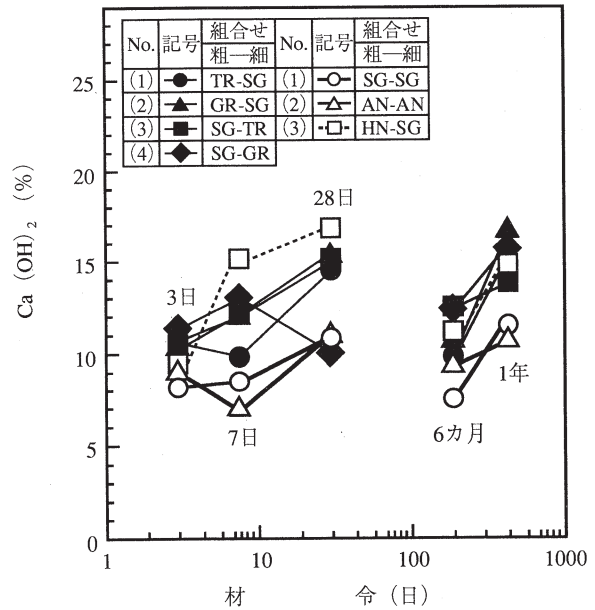 No. 記号 組合せ 粗―細 No. 記号 組合せ 粗―細
(1) TR-SG (1) SG-SG
(2) GR-SG (2) AN-AN
(3) SG-TR (3) HN-SG
(4) SG-GR
25
20
15
10
5
0
Ca(OH)2 (%)
28日
3日
7日
6カ月
1年
1 10 100 1000
材 令(日)